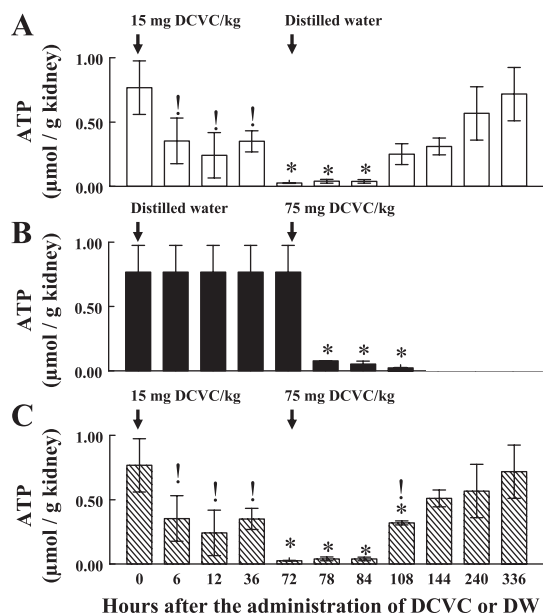 A
15 mg DCVC/kg
Distilled water
ATP
(μmol / g kidney)
1.00
0.50
0.00
! ! !
* * *
Distilled water
75 mg DCVC/kg
B
ATP
(μmol / g kidney)
1.00
0.50
0.00
* * *
15 mg DCVC/kg
75 mg DCVC/kg
C
ATP
(μmol / g kidney)
1.00
0.50
0.00
! ! ! !
* * * *
0 6 12 36 72 78 84 108 144 240 336
Hours after the administration of DCVC or DW